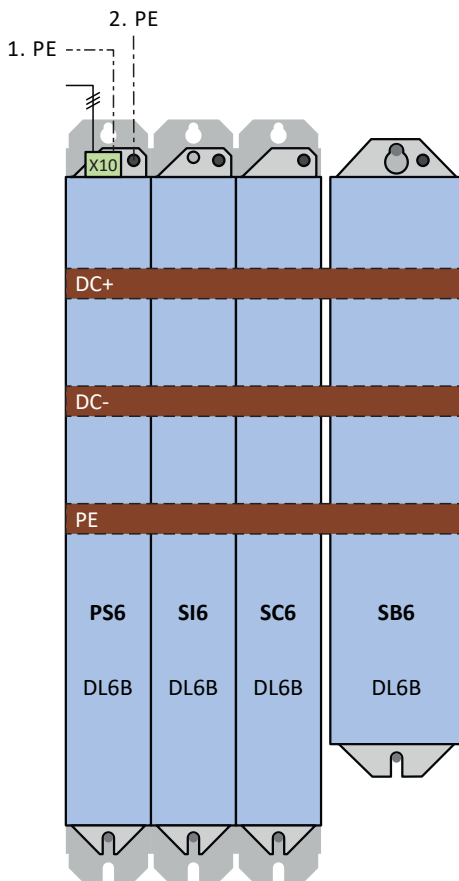 2. PE
1. PE
X10
DC+
DC-
PE
PS6 SI6 SC6 SB6
DL6B DL6B DL6B DL6B